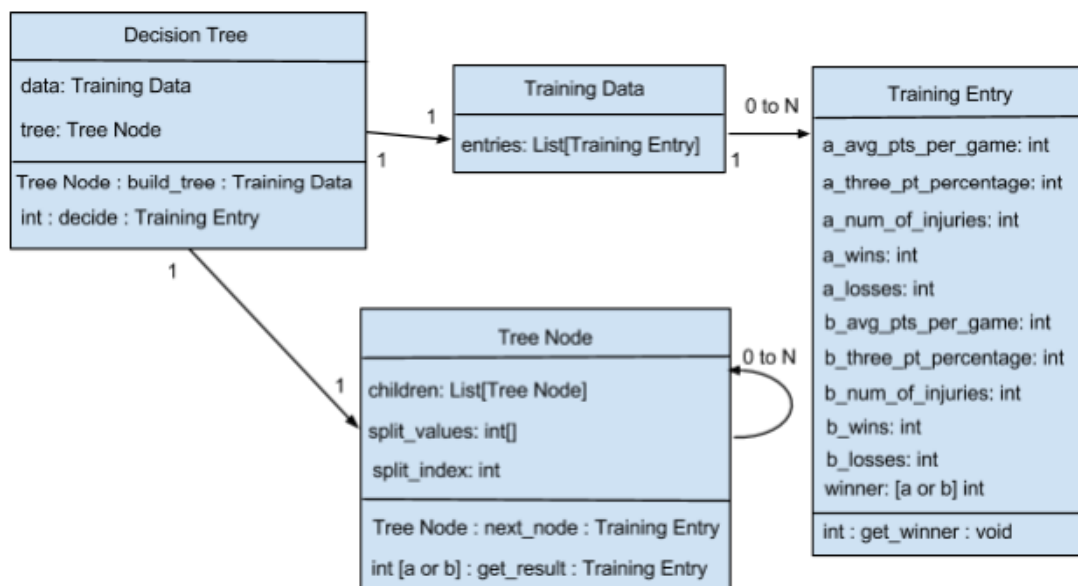 Decision Tree
data: Training Data
tree: Tree Node
Tree Node : build_tree : Training Data
int : decide : Training Entry
1
1
Training Data
entries: List[Training Entry]
0 to N
1
Training Entry
a_avg_pts_per_game: int
a_three_pt_percentage: int
a_num_of_injuries: int
a_wins: int
a_losses: int
b_avg_pts_per_game: int
b_three_pt_percentage: int
b_num_of_injuries: int
b_wins: int
b_losses: int
winner: [a or b] int
int : get_winner : void
1
1
Tree Node
children: List[Tree Node]
split_values: int[]
split_index: int
Tree Node : next_node : Training Entry
int [a or b] : get_result : Training Entry
0 to N